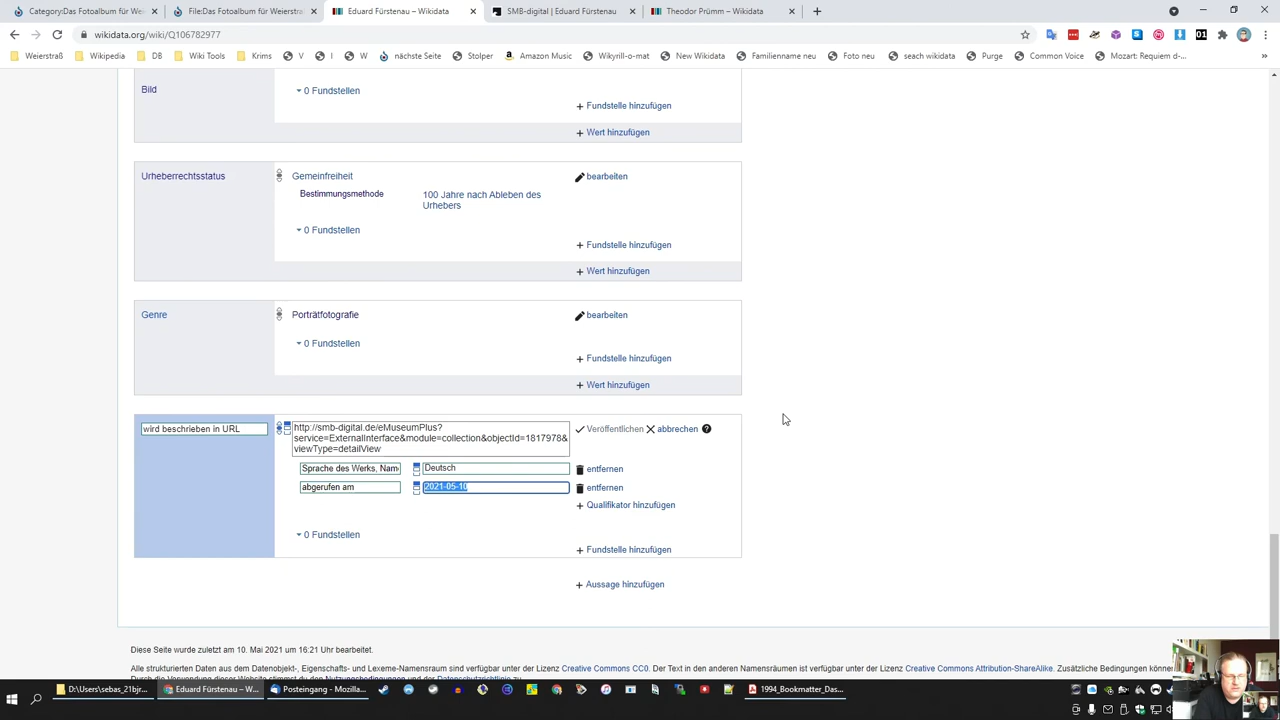 Category:Das Fotoalbum für We
File:Das Fotoalbum für Weierstr
Eduard Fürstenau – Wikidata
SMB-digital | Eduard Fürstenau
Theodor Prümm – Wikidata
wikidata.org/wiki/Q106782977
Weierstraß
Wikipedia
DB
Wiki Tools
Krims
V
I
W
nächste Seite
Stolper
Amazon Music
Wikyrill-o-mat
New Wikidata
Familienname neu
Foto neu
seach wikidata
Purge
Common Voice
Mozart: Requiem d-...
»
Bild
0 Fundstellen
+ Fundstelle hinzufügen
+ Wert hinzufügen
Urheberrechtsstatus
Gemeinfreiheit
bearbeiten
Bestimmungsmethode
100 Jahre nach Ableben des
Urhebers
0 Fundstellen
+ Fundstelle hinzufügen
+ Wert hinzufügen
Genre
Porträtfotografie
bearbeiten
0 Fundstellen
+ Fundstelle hinzufügen
+ Wert hinzufügen
wird beschrieben in URL
http://smb-digital.de/eMuseumPlus?
service=ExternalInterface&module=collection&objectId=1817978&
viewType=detailView
Veröffentlichen
abbrechen
Sprache des Werks, Nam
Deutsch
entfernen
abgerufen am
2021-05-10
entfernen
+ Qualifikator hinzufügen
0 Fundstellen
+ Fundstelle hinzufügen
+ Aussage hinzufügen
Diese Seite wurde zuletzt am 10. Mai 2021 um 16:21 Uhr bearbeitet.
Alle strukturierten Daten aus dem Datenobjekt-, Eigenschafts- und Lexeme-Namensraum sind verfügbar unter der Lizenz Creative Commons CC0. Der Text in den anderen Namensräumen ist verfügbar unter der Lizenz Creative Commons Attribution-ShareAlike. Zusätzliche Bedingungen können
Nutzungsbedingungen
Datenschutzrichtlinie
D:\Users\sebas_21bjr...
Eduard Fürstenau – W...
Posteingang - Mozilla...
1994_Bookmatter_Das...